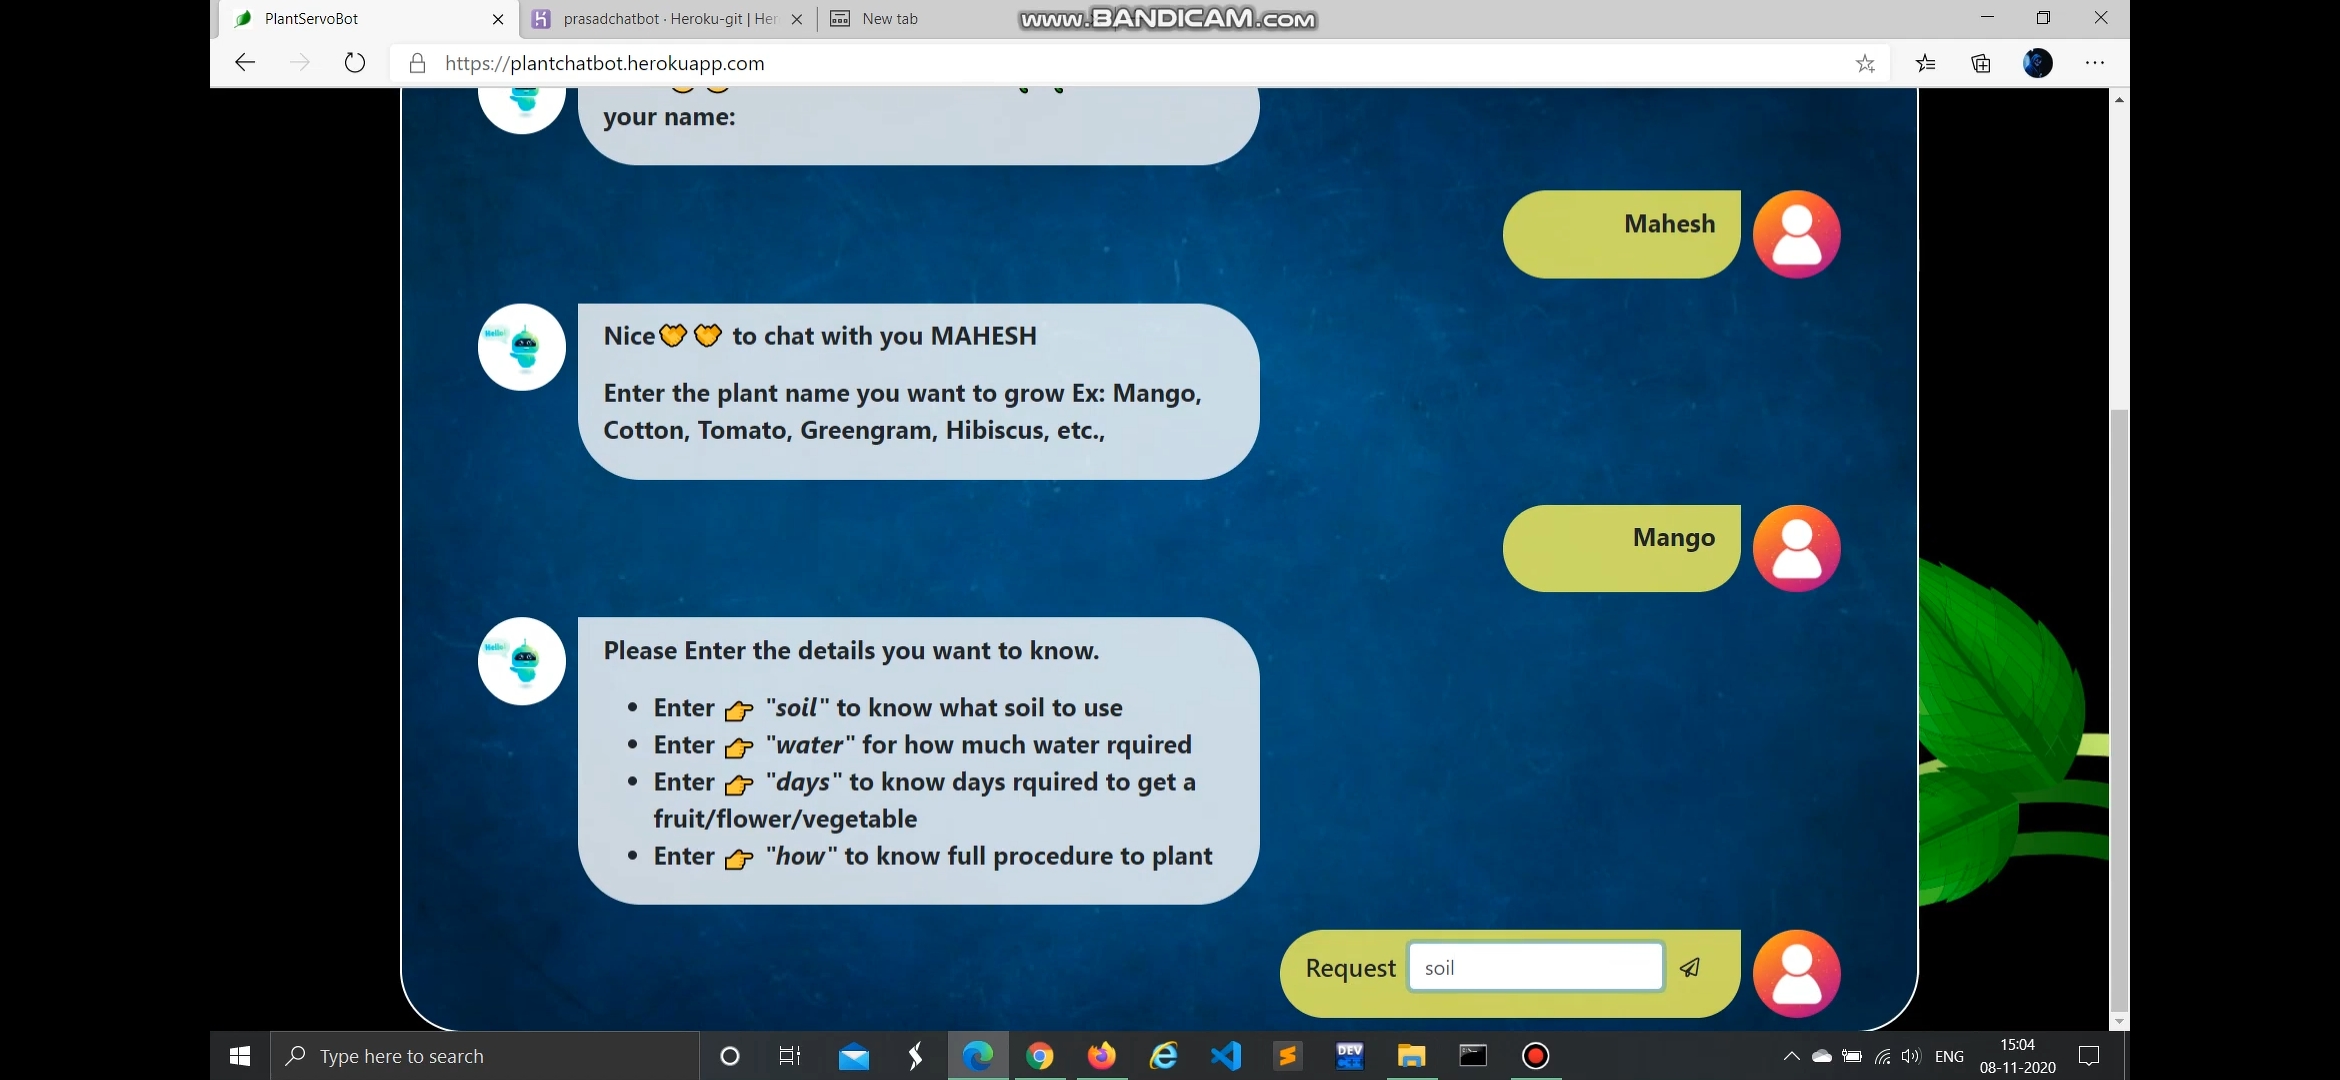 PlantServoBot
prasadchatbot · Heroku-git | Her
New tab
www.BANDICAM.com
https://plantchatbot.herokuapp.com
your name:
Mahesh
Hello!
Nice to chat with you MAHESH
Enter the plant name you want to grow Ex: Mango,
Cotton, Tomato, Greengram, Hibiscus, etc.,
Mango
Hello!
Please Enter the details you want to know.
• Enter 👉 "soil" to know what soil to use
• Enter 👉 "water" for how much water rquired
• Enter 👉 "days" to know days rquired to get a
fruit/flower/vegetable
• Enter 👉 "how" to know full procedure to plant
Request soil
Type here to search
DEV
C++
ENG
15:04
08-11-2020